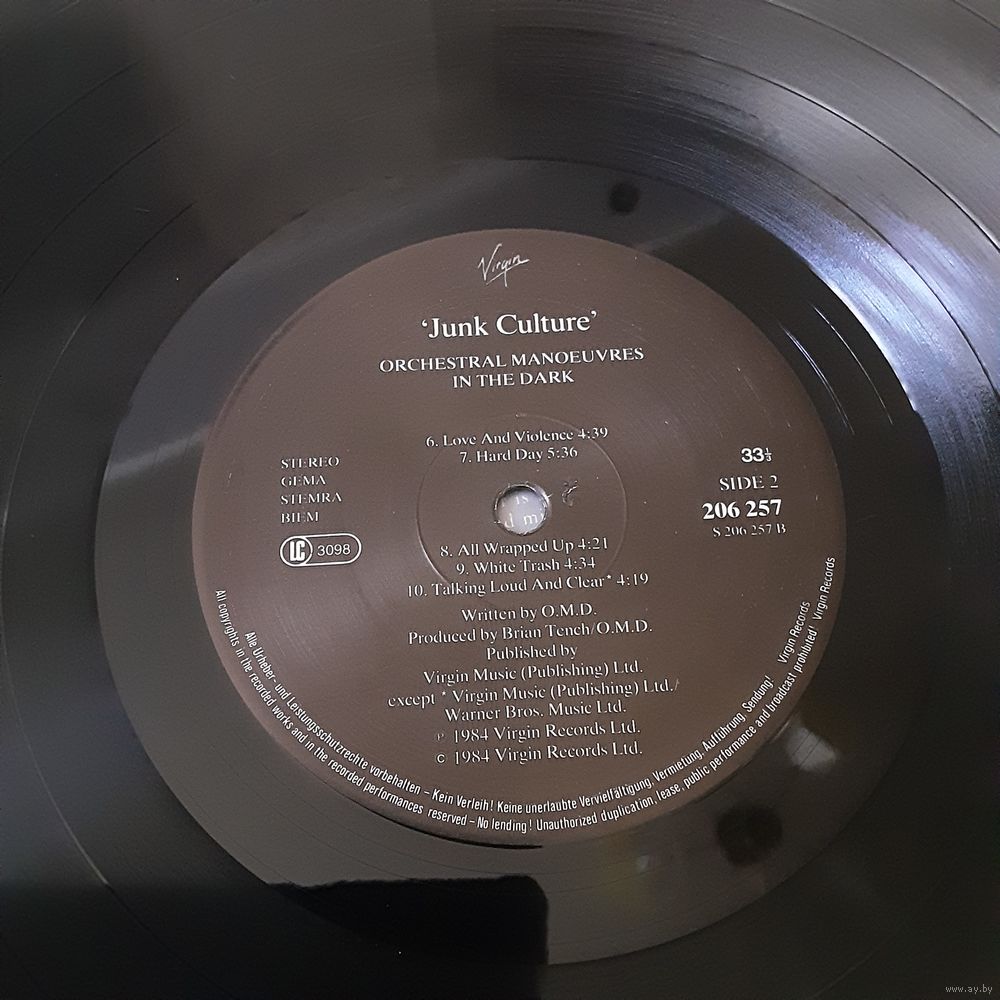 Virgin
‘Junk Culture’
ORCHESTRAL MANOEUVRES
IN THE DARK
6. Love And Violence 4:39
7. Hard Day 5:36
STEREO
GEMA
STEMRA
BIEM
LC 3098
33⅓
SIDE 2
206 257
S 206 257 B
8. All Wrapped Up 4:21
9. White Trash 4:34
10. Talking Loud And Clear* 4:19
Written by O.M.D.
Produced by Brian Tench/O.M.D.
Published by
Virgin Music (Publishing) Ltd.
except * Virgin Music (Publishing) Ltd./
Warner Bros. Music Ltd.
℗ 1984 Virgin Records Ltd.
© 1984 Virgin Records Ltd.
Alle Urheber- und Leistungsschutzrechte vorbehalten – Kein Verleih! Keine unerlaubte Vervielfältigung, Vermietung, Aufführung, Sendung! Virgin Records
All copyrights in the recorded works and in the recorded performances reserved – No lending! Unauthorized duplication, lease, public performance and broadcast prohibited! Virgin Records
www.ay.by